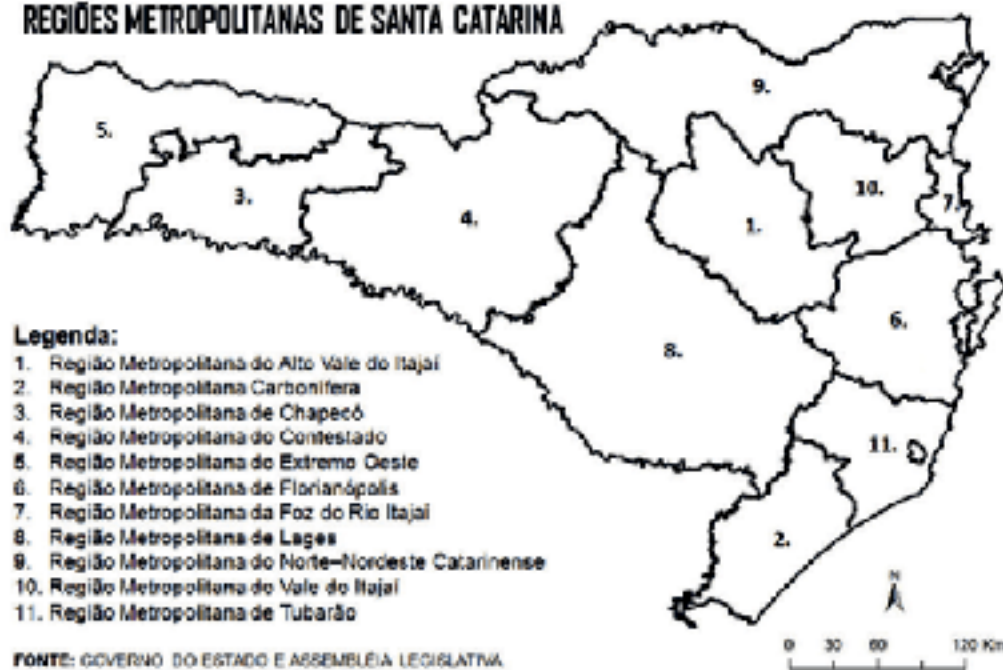 REGIÕES METROPOLITANAS DE SANTA CATARINA
9.
5.
10.
3.
7.
4.
1.
6.
8.
11.
2.
Legenda:
1. Região Metropolitana do Alto Vale do Itajaí
2. Região Metropolitana Carbonífera
3. Região Metropolitana de Chapecó
4. Região Metropolitana do Contestado
5. Região Metropolitana do Extremo Oeste
6. Região Metropolitana de Florianópolis
7. Região Metropolitana da Foz do Rio Itajaí
8. Região Metropolitana de Lages
9. Região Metropolitana do Norte-Nordeste Catarinense
10. Região Metropolitana do Vale do Itajaí
11. Região Metropolitana de Tubarão
N
0 30 60 120 Km
FONTE: GOVERNO DO ESTADO E ASSEMBLÉIA LEGISLATIVA